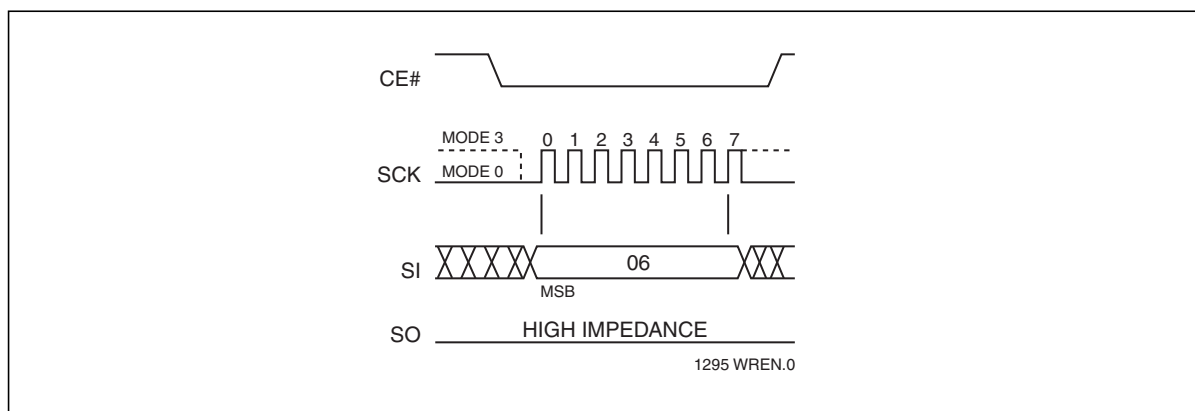 CE#
MODE 3
0 1 2 3 4 5 6 7
SCK
MODE 0
SI
06
MSB
SO
HIGH IMPEDANCE
1295 WREN.0